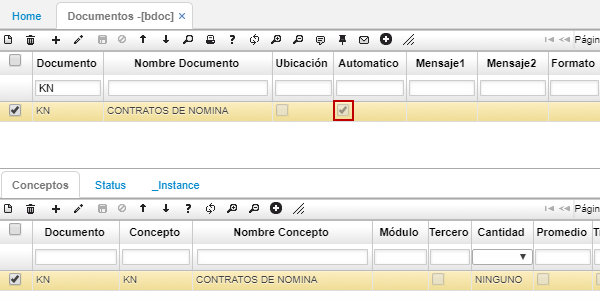 Home Documentos -[bdoc] ×
Págin
Documento Nombre Documento Ubicación Automatico Mensaje1 Mensaje2 Formato
KN
KN CONTRATOS DE NOMINA
Conceptos Status _Instance
Págin
Documento Concepto Nombre Concepto Módulo Tercero Cantidad Promedio
KN KN CONTRATOS DE NOMINA NINGUNO